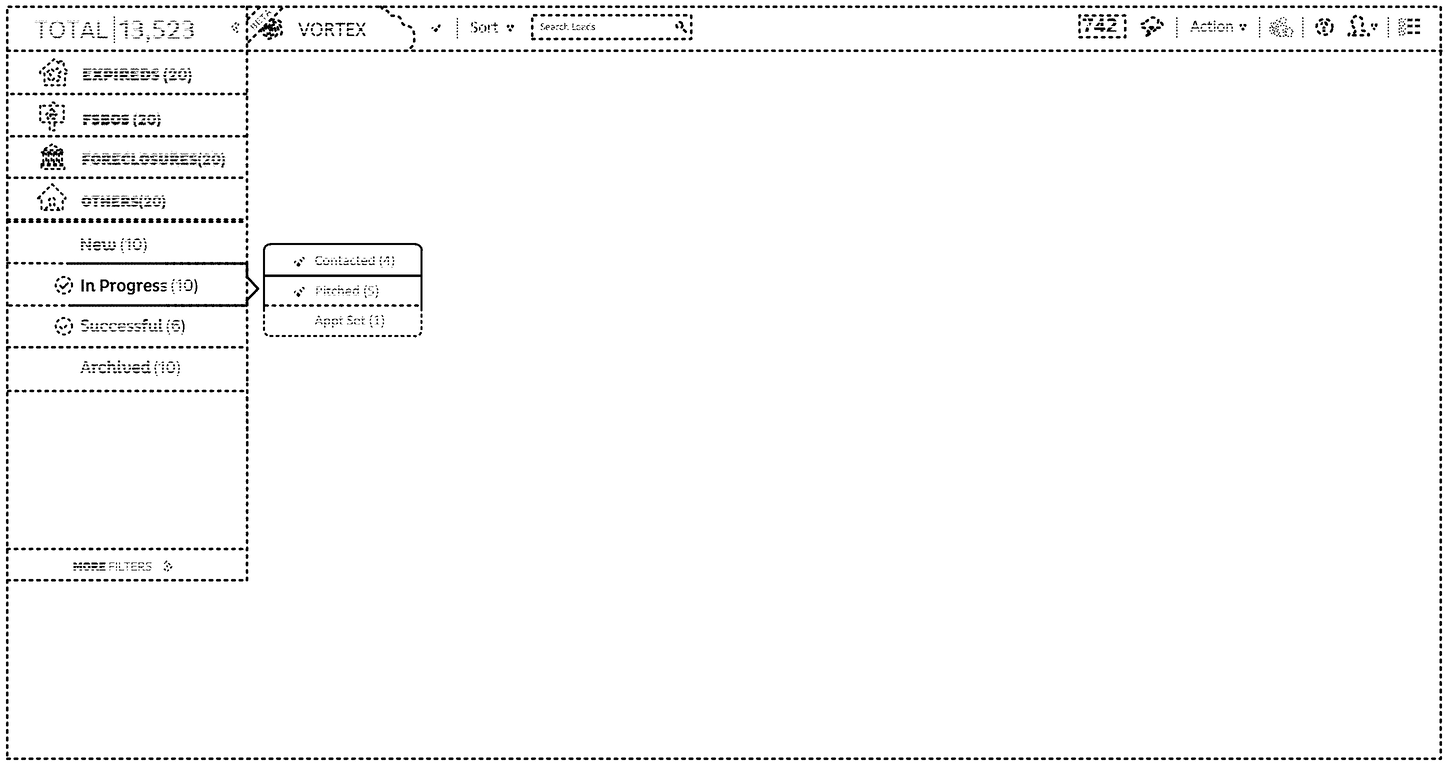 TOTAL 13,523
BETA
VORTEX
Sort
Search Leads
742
Action
EXPIREDS (20)
FSBOS (20)
FORECLOSURES(20)
OTHERS(20)
New (10)
In Progress (10)
Successful (6)
Archived (10)
Contacted (4)
Pitched (5)
Appt Set (1)
MORE FILTERS